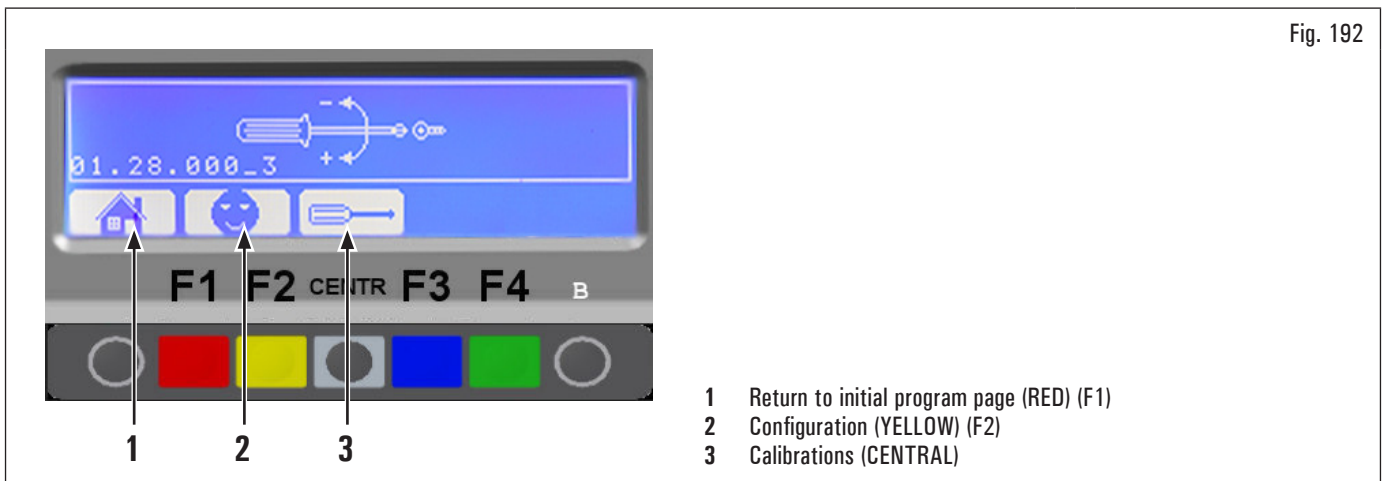 Fig. 192
- 
01.28.000_3 +
F1 F2 CENTR F3 F4 B
1 2 3
1 Return to initial program page (RED) (F1)
2 Configuration (YELLOW) (F2)
3 Calibrations (CENTRAL)